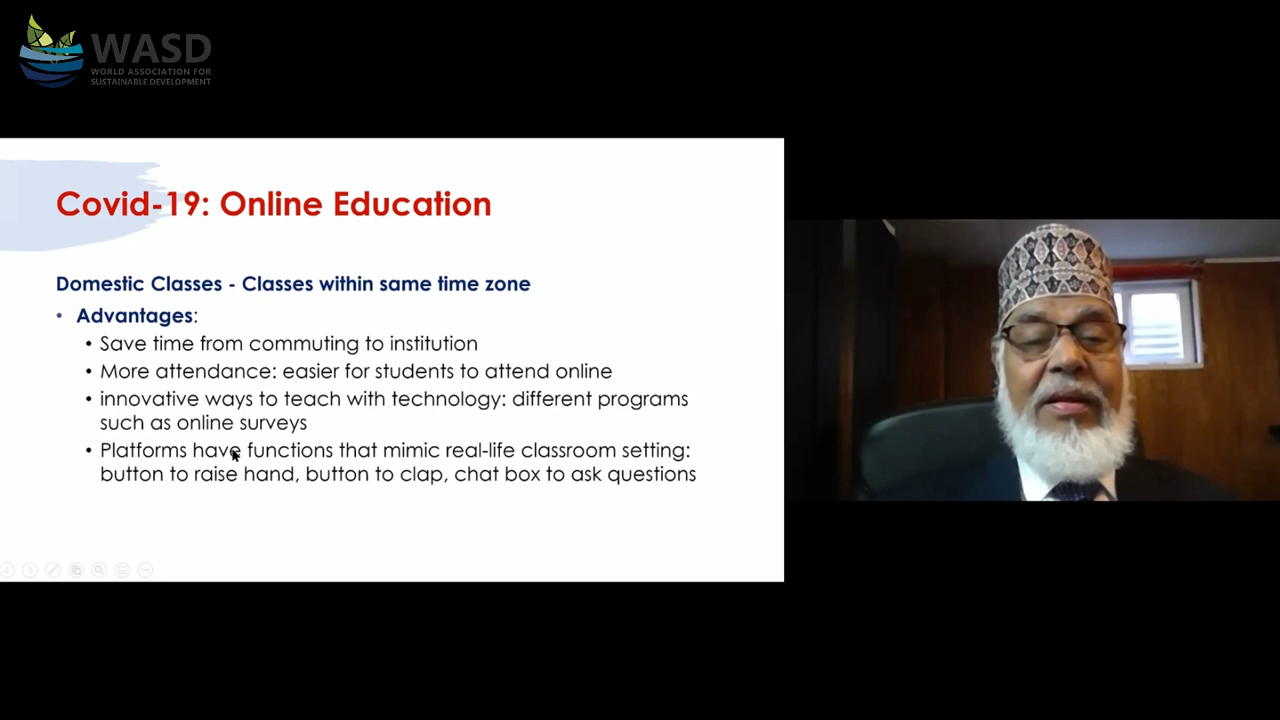 WASD
WORLD ASSOCIATION FOR
SUSTAINABLE DEVELOPMENT
Covid-19: Online Education
Domestic Classes - Classes within same time zone
• Advantages:
• Save time from commuting to institution
• More attendance: easier for students to attend online
• innovative ways to teach with technology: different programs
such as online surveys
• Platforms have functions that mimic real-life classroom setting:
button to raise hand, button to clap, chat box to ask questions